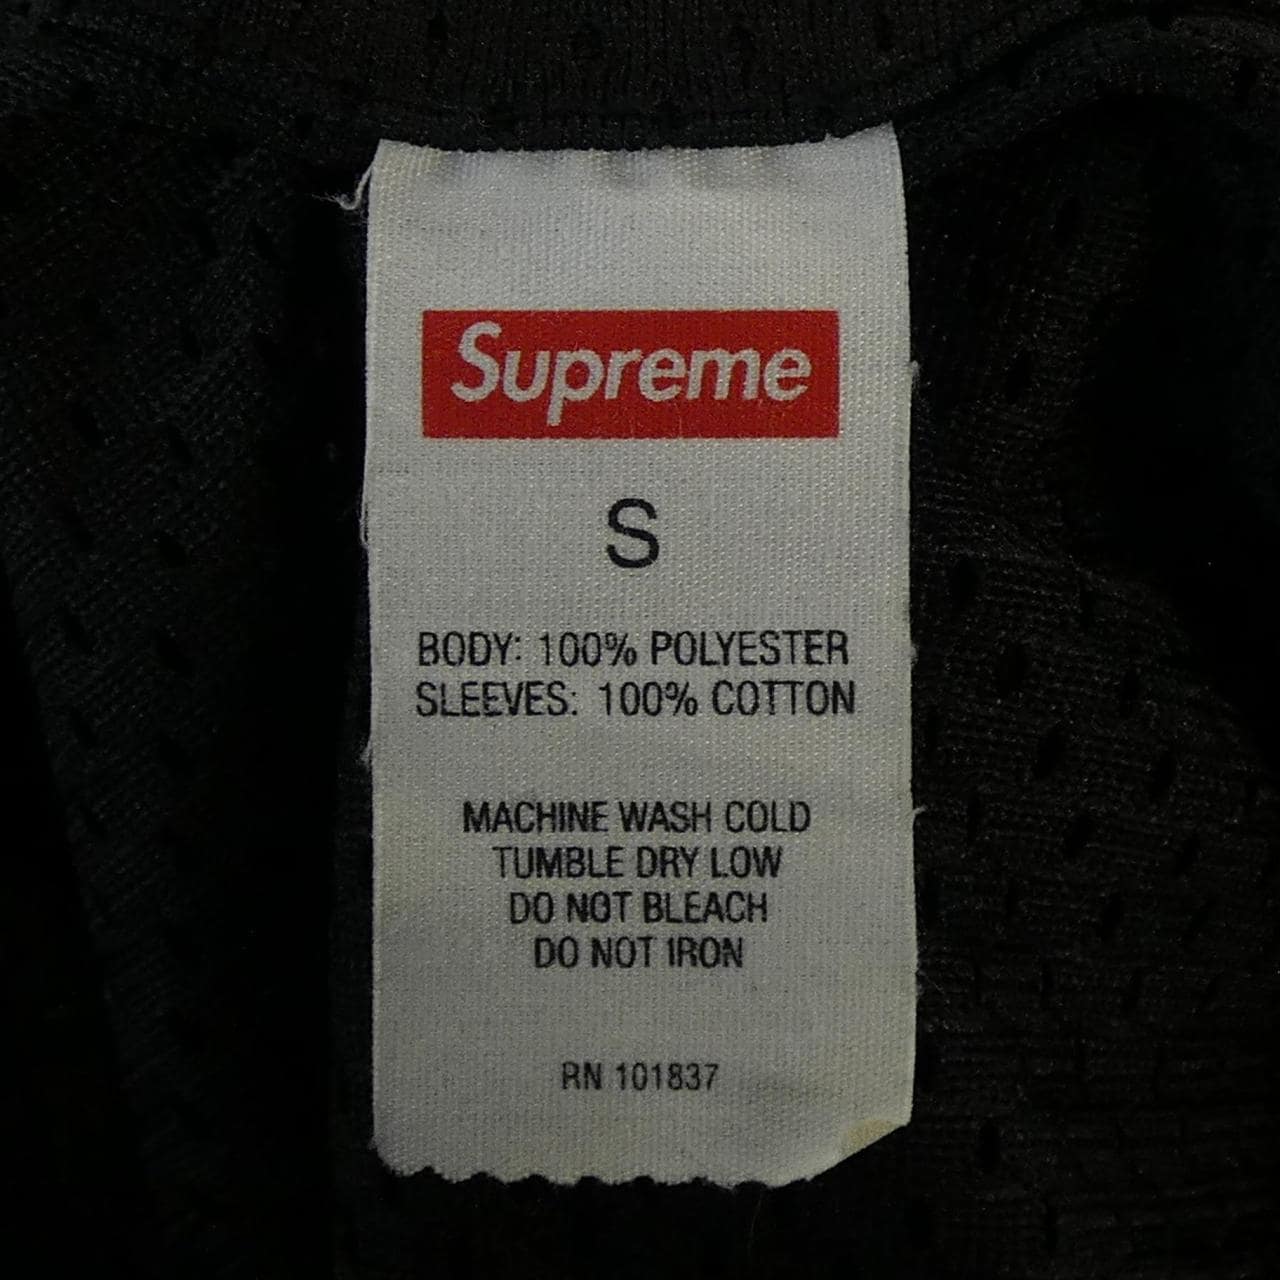 Supreme
S
BODY: 100% POLYESTER
SLEEVES: 100% COTTON
MACHINE WASH COLD
TUMBLE DRY LOW
DO NOT BLEACH
DO NOT IRON
RN 101837